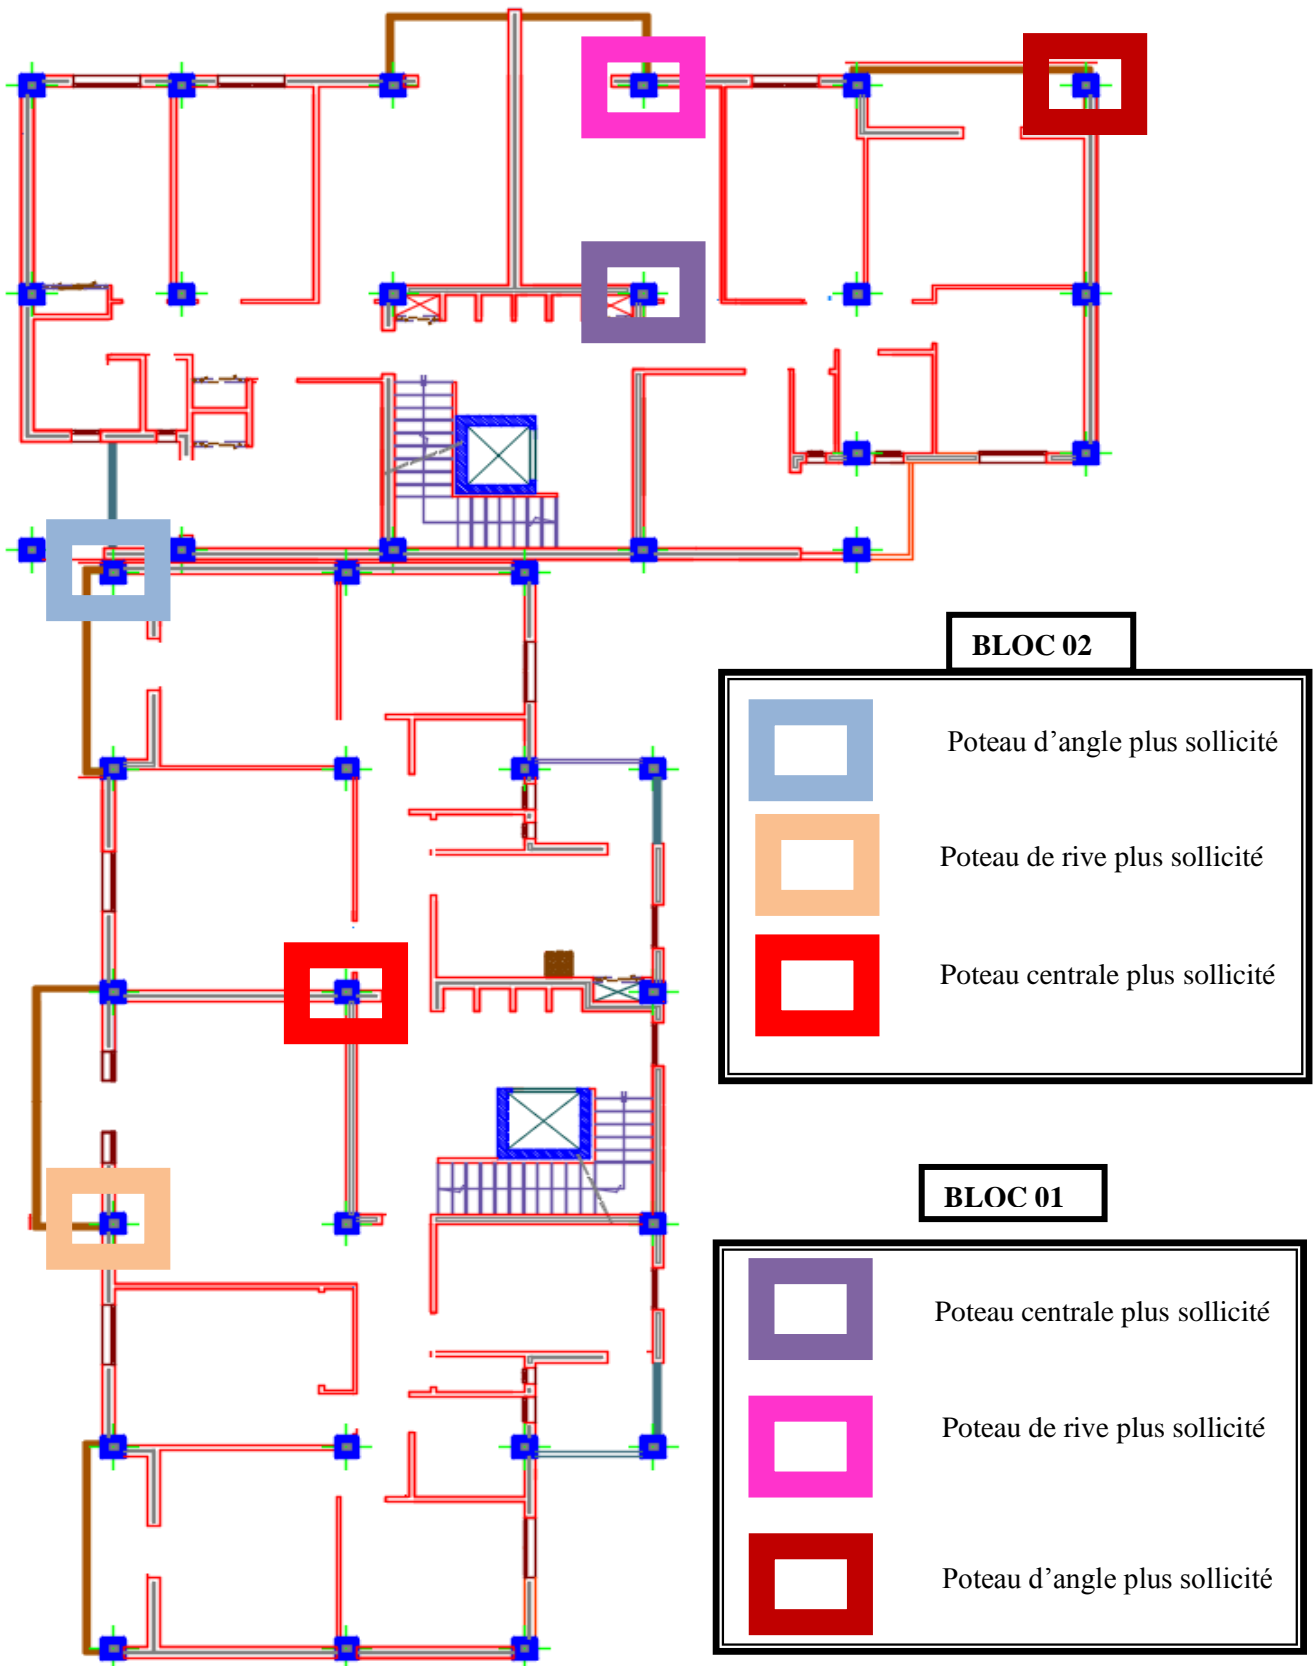 BLOC 02
Poteau d’angle plus sollicité
Poteau de rive plus sollicité
Poteau centrale plus sollicité
BLOC 01
Poteau centrale plus sollicité
Poteau de rive plus sollicité
Poteau d’angle plus sollicité